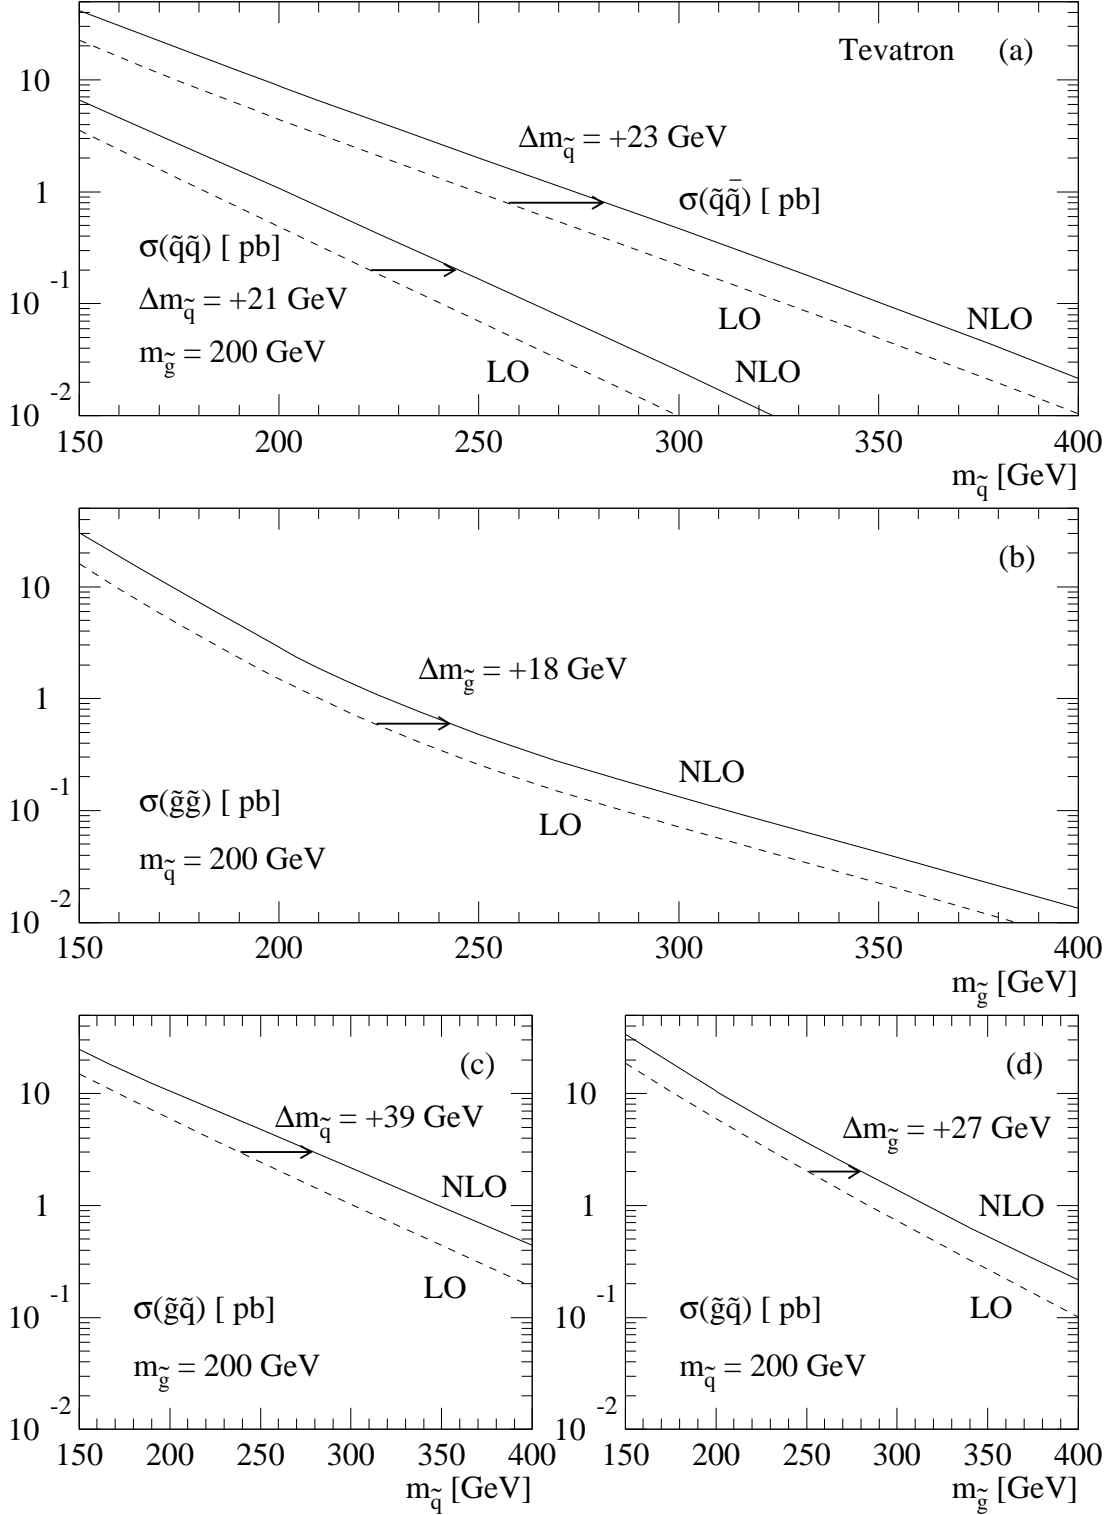 Tevatron (a)
10
1
10⁻¹
10⁻²
Δm_q̃ = +23 GeV
σ(q̃q̃̄) [ pb]
σ(q̃q̃) [ pb]
Δm_q̃ = +21 GeV
m_g̃ = 200 GeV
LO
NLO
LO
NLO
150 200 250 300 350 400
m_q̃ [GeV]
(b)
10
1
10⁻¹
10⁻²
Δm_g̃ = +18 GeV
NLO
LO
σ(g̃g̃) [ pb]
m_q̃ = 200 GeV
150 200 250 300 350 400
m_g̃ [GeV]
(c)
10
1
10⁻¹
10⁻²
Δm_q̃ = +39 GeV
NLO
LO
σ(g̃q̃) [ pb]
m_g̃ = 200 GeV
150 200 250 300 350 400
m_q̃ [GeV]
(d)
10
1
10⁻¹
10⁻²
Δm_g̃ = +27 GeV
NLO
LO
σ(g̃q̃) [ pb]
m_q̃ = 200 GeV
150 200 250 300 350 400
m_g̃ [GeV]